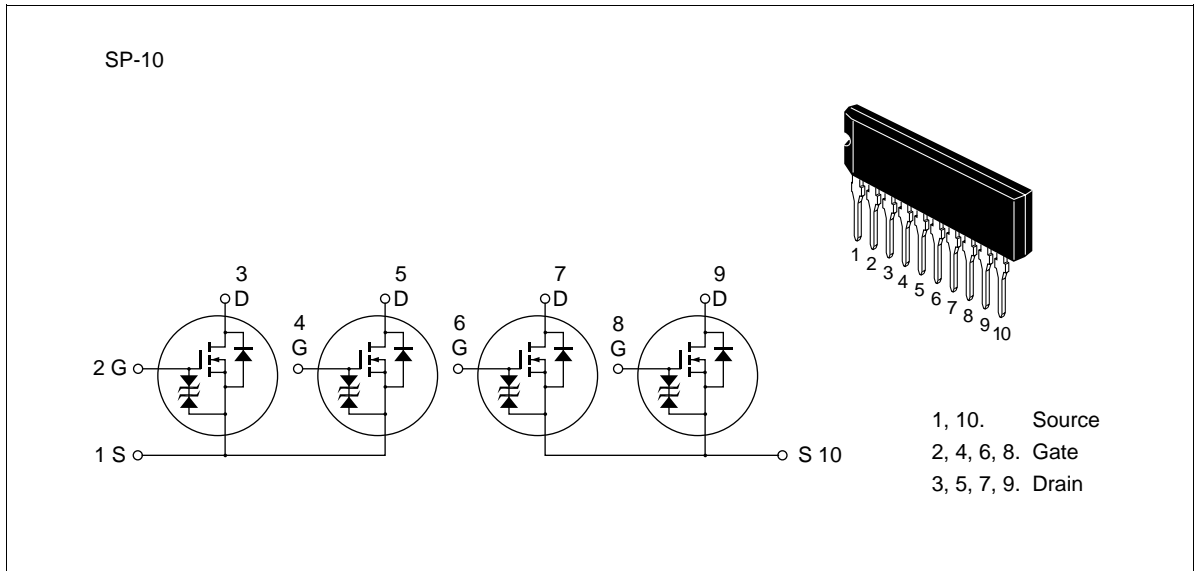 SP-10
1 2 3 4 5 6 7 8 9 10
3 5 7 9
D D D D
4 6 8
G G G
2 G
1 S S 10
1, 10. Source
2, 4, 6, 8. Gate
3, 5, 7, 9. Drain